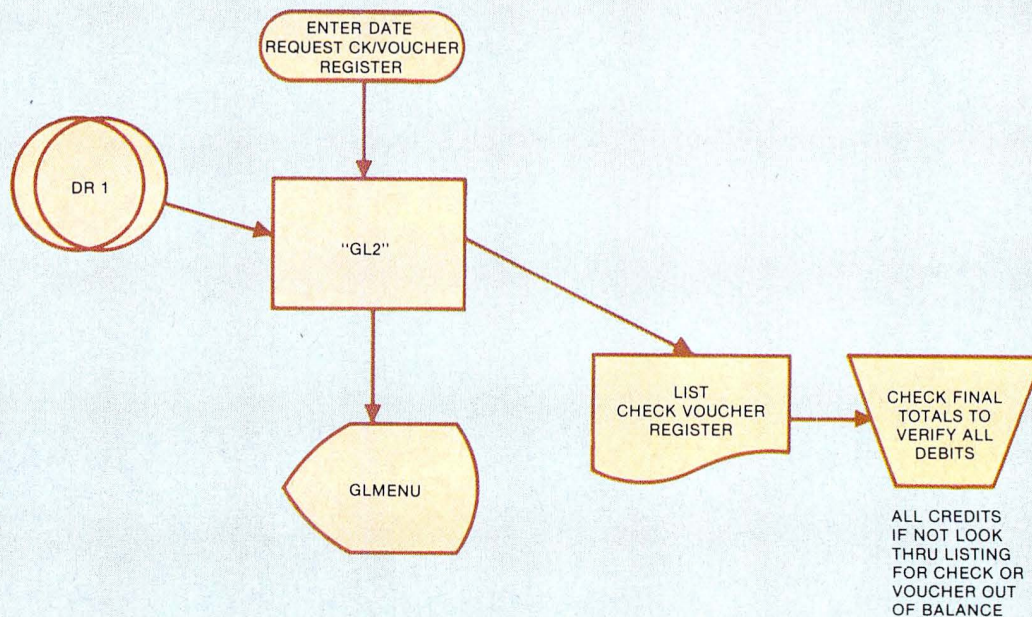 ENTER DATE
REQUEST CK/VOUCHER
REGISTER
DR 1
"GL2"
GLMENU
LIST
CHECK VOUCHER
REGISTER
CHECK FINAL
TOTALS TO
VERIFY ALL
DEBITS
ALL CREDITS
IF NOT LOOK
THRU LISTING
FOR CHECK OR
VOUCHER OUT
OF BALANCE